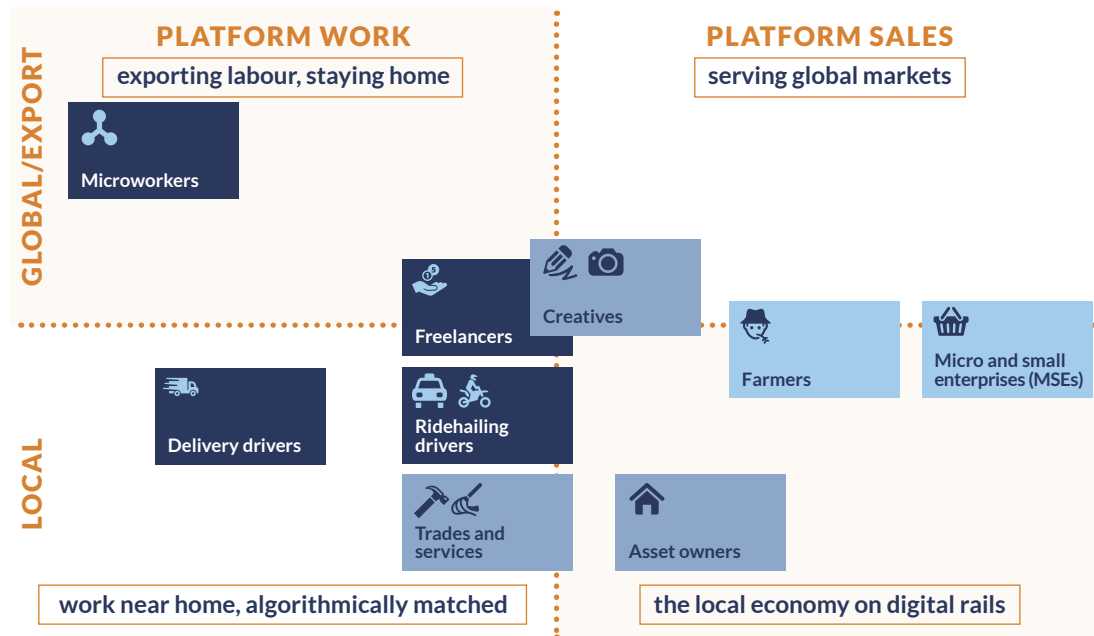 PLATFORM WORK
PLATFORM SALES
exporting labour, staying home
serving global markets
GLOBAL/EXPORT
Microworkers
Creatives
Freelancers
Farmers
Micro and small
enterprises (MSEs)
LOCAL
Delivery drivers
Ridehailing
drivers
Trades and
services
Asset owners
work near home, algorithmically matched
the local economy on digital rails